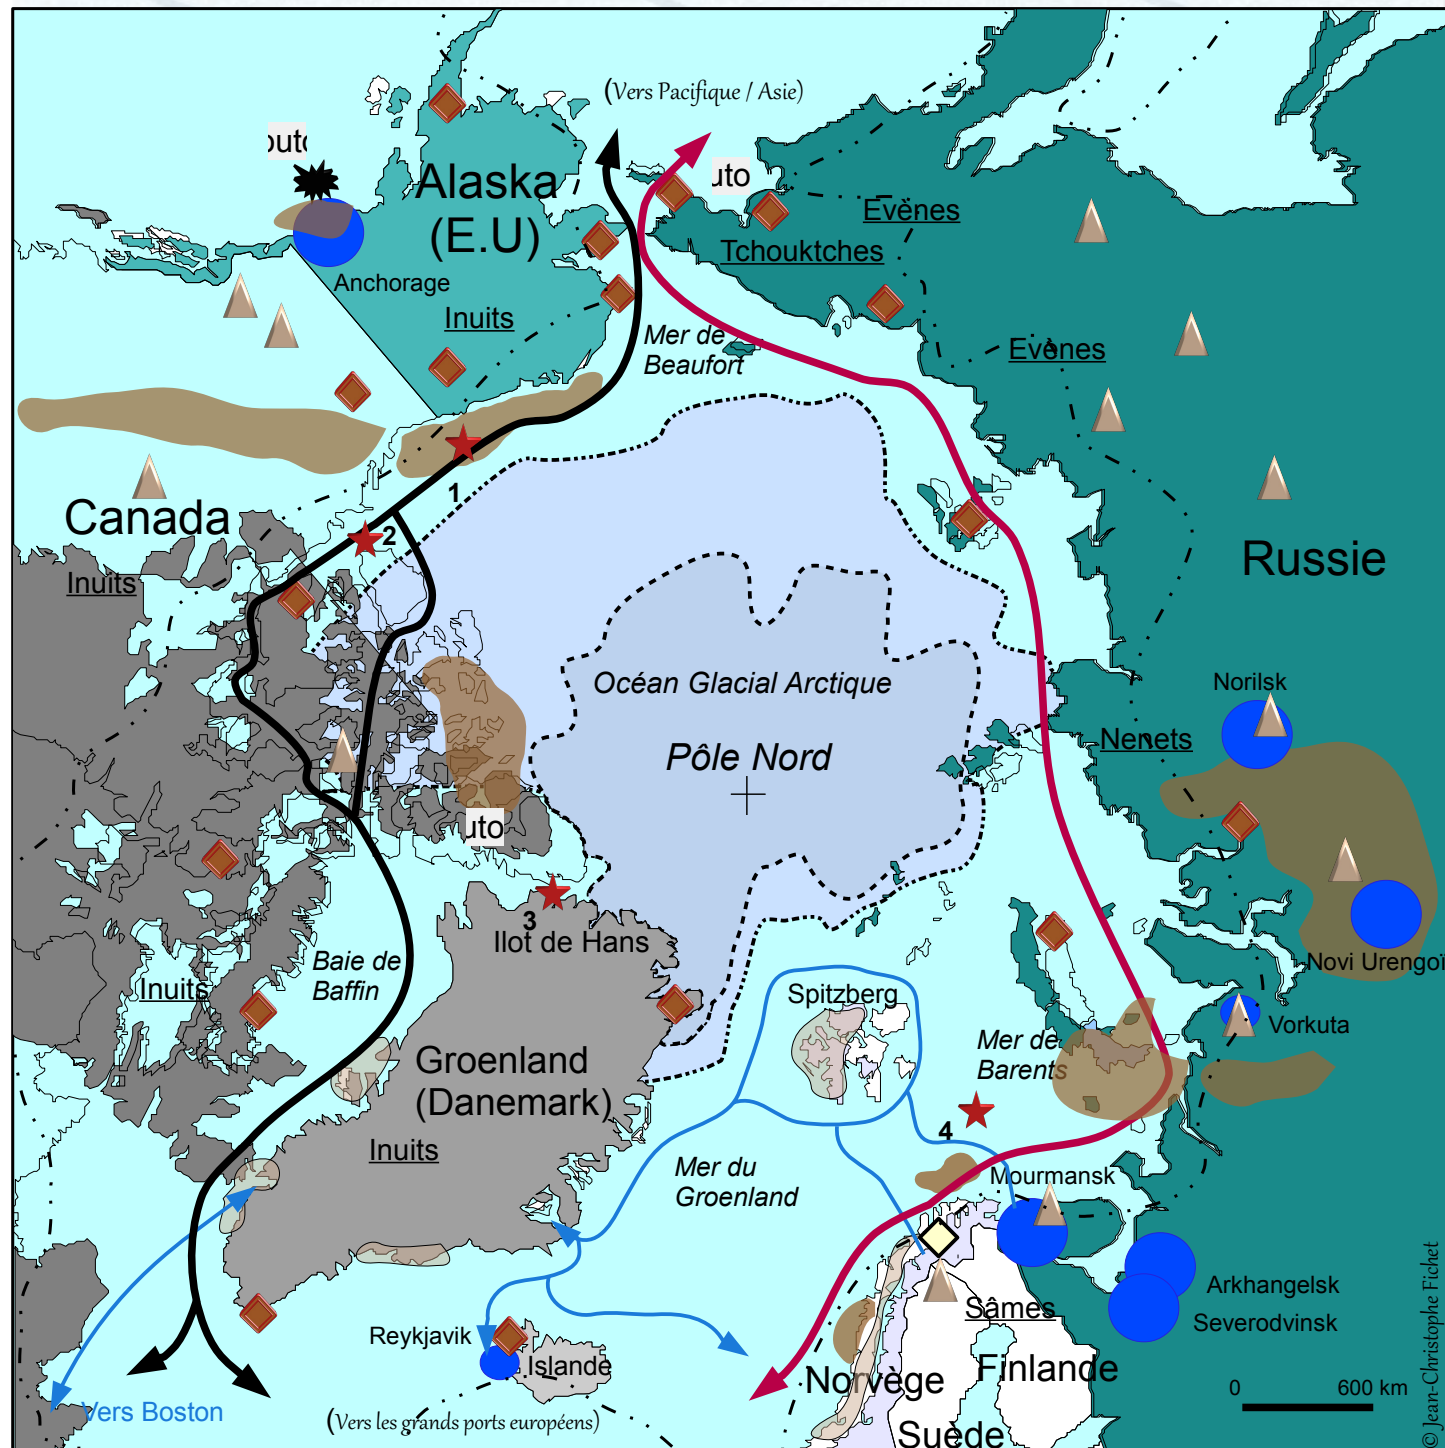 (Vers Pacifique / Asie)
Alaska
(E.U)
Evènes
Tchouktches
Anchorage
Inuits
Mer de
Beaufort
Evènes
1
Canada
2
Russie
Inuits
Océan Glacial Arctique
Norilsk
Nenets
Pôle Nord
3
Ilot de Hans
Baie de
Baffin
Inuits
Novi Urengoï
Spitzberg
Vorkuta
Groenland
(Danemark)
Mer de
Barents
4
Inuits
Mer du
Groenland
Mourmansk
Arkhangelsk
Sâmes
Severodvinsk
Reykjavik
Islande
Norvège
Finlande
0 600 km
Vers Boston
(Vers les grands ports européens)
Suède
© Jean-Christophe Fichet